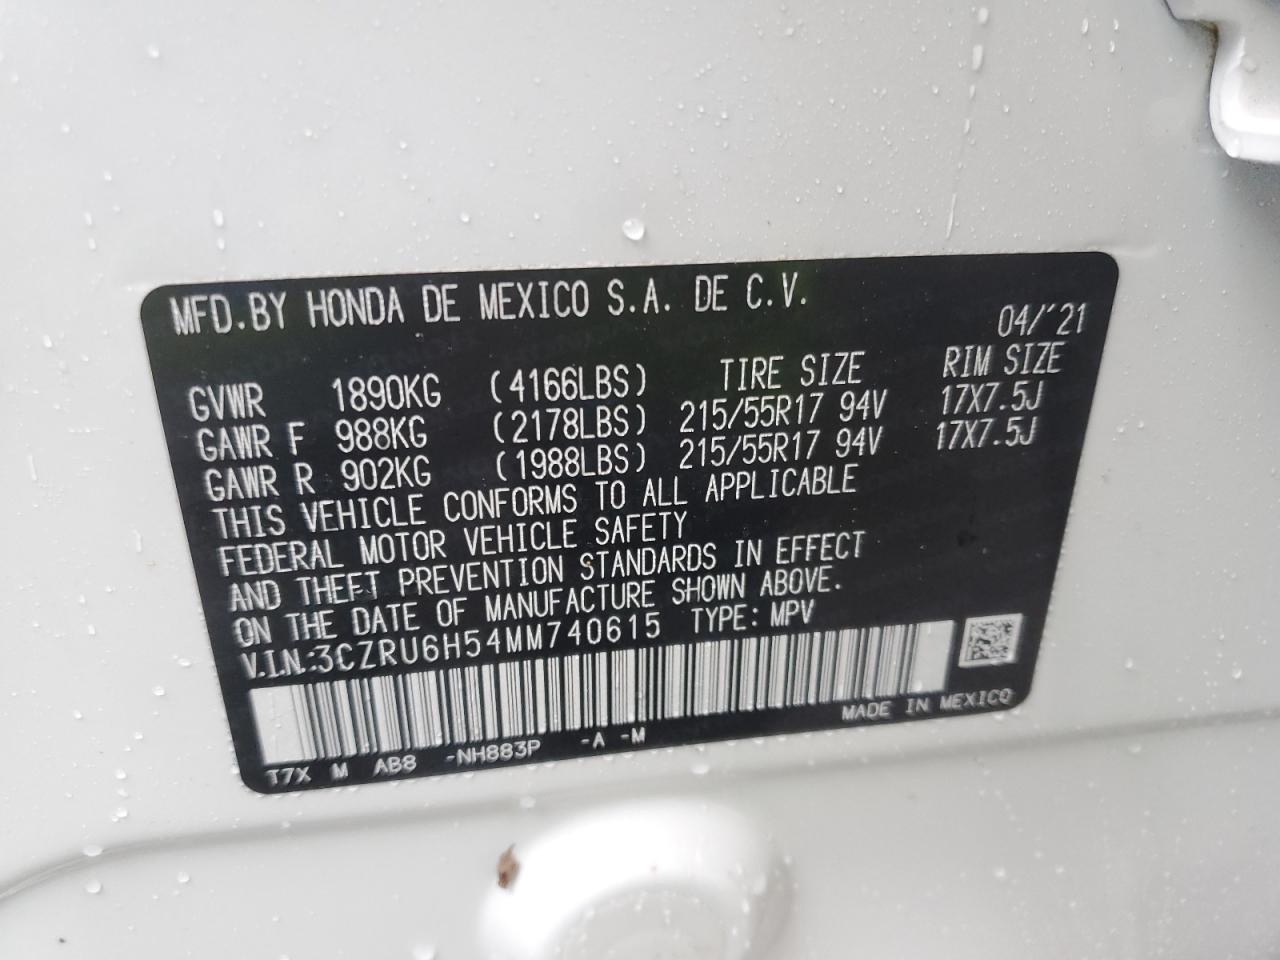 MFD.BY HONDA DE MEXICO S.A. DE C.V.
04/'21
GVWR 1890KG (4166LBS) TIRE SIZE RIM SIZE
GAWR F 988KG (2178LBS) 215/55R17 94V 17X7.5J
GAWR R 902KG (1988LBS) 215/55R17 94V 17X7.5J
THIS VEHICLE CONFORMS TO ALL APPLICABLE
FEDERAL MOTOR VEHICLE SAFETY
AND THEFT PREVENTION STANDARDS IN EFFECT
ON THE DATE OF MANUFACTURE SHOWN ABOVE.
V.I.N.:3CZRU6H54MM740615 TYPE: MPV
MADE IN MEXICO
T7X M AB8 -NH883P -A -M